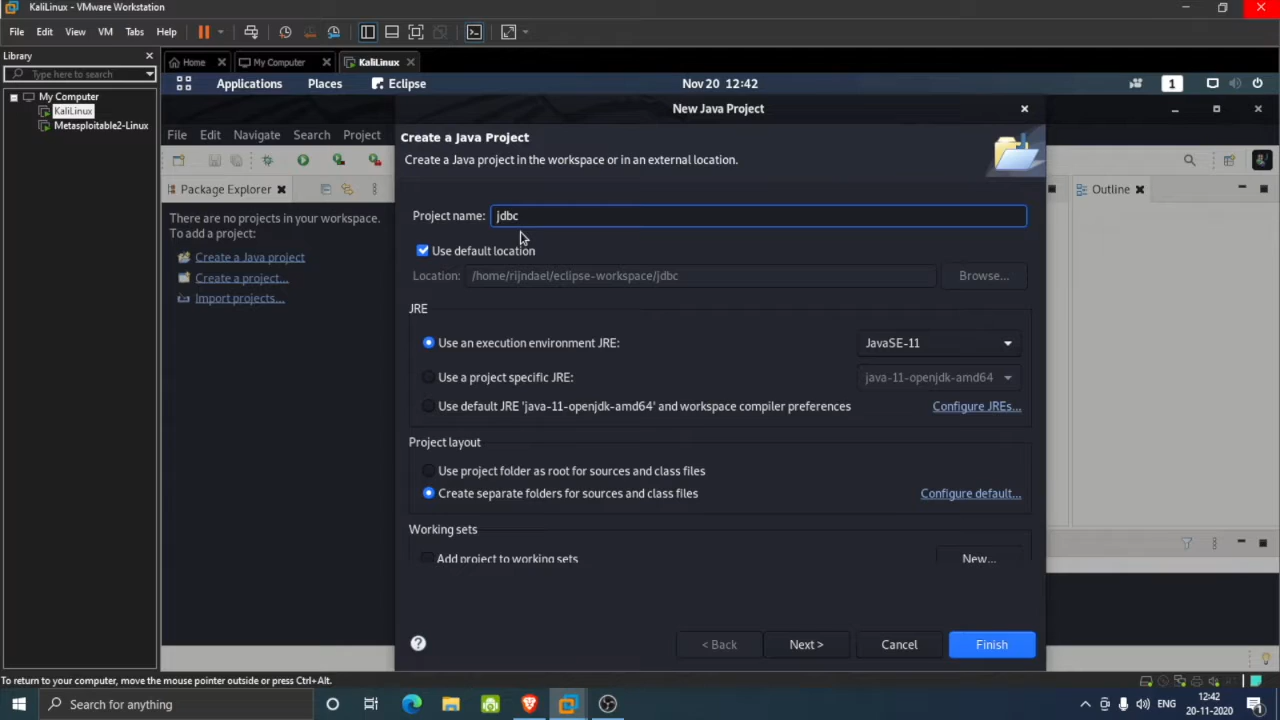 KaliLinux - VMware Workstation
File Edit View VM Tabs Help
Library
Type here to search
My Computer
KaliLinux
Metasploitable2-Linux
Home My Computer KaliLinux
Applications Places Eclipse Nov 20 12:42 1
New Java Project
File Edit Navigate Search Project
Package Explorer
There are no projects in your workspace.
To add a project:
Create a Java project
Create a project...
Import projects...
Create a Java Project
Create a Java project in the workspace or in an external location.
Project name: jdbc
Use default location
Location: /home/rijndael/eclipse-workspace/jdbc Browse...
JRE
Use an execution environment JRE: JavaSE-11
Use a project specific JRE: java-11-openjdk-amd64
Use default JRE 'java-11-openjdk-amd64' and workspace compiler preferences Configure JREs...
Project layout
Use project folder as root for sources and class files
Create separate folders for sources and class files Configure default...
Working sets
Add project to working sets New...
< Back Next > Cancel Finish
Outline
To return to your computer, move the mouse pointer outside or press Ctrl+Alt.
Type here to search
ENG
12:42
20-11-2020
1